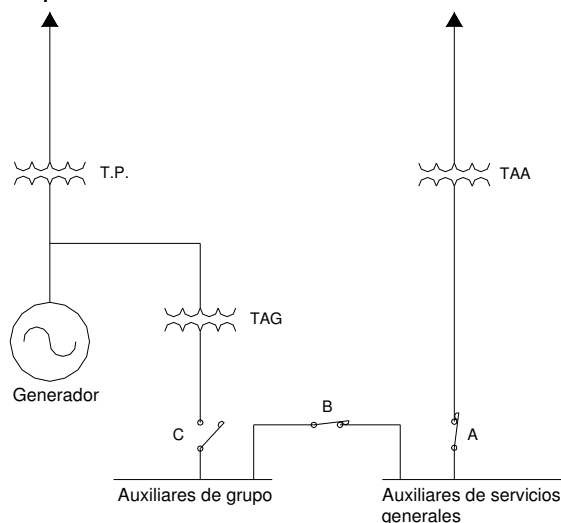 T.P.
TAA
TAG
Generador
B
C
A
Auxiliares de grupo
Auxiliares de servicios
generales